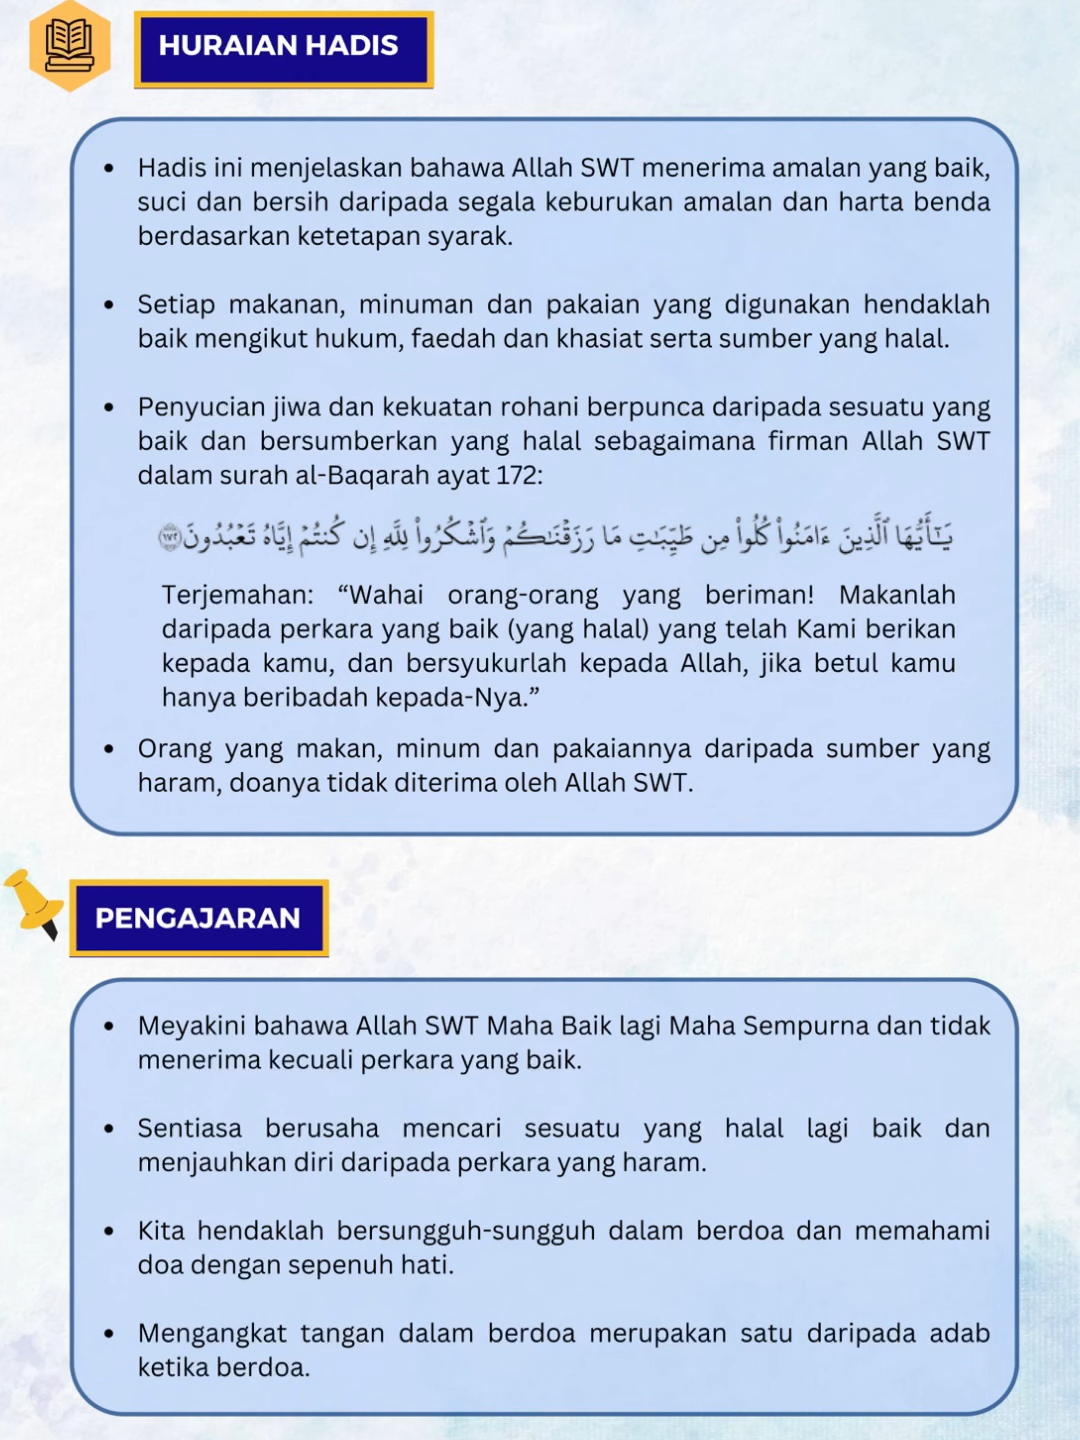 HURAIAN HADIS
• Hadis ini menjelaskan bahawa Allah SWT menerima amalan yang baik,
suci dan bersih daripada segala keburukan amalan dan harta benda
berdasarkan ketetapan syarak.
• Setiap makanan, minuman dan pakaian yang digunakan hendaklah
baik mengikut hukum, faedah dan khasiat serta sumber yang halal.
• Penyucian jiwa dan kekuatan rohani berpunca daripada sesuatu yang
baik dan bersumberkan yang halal sebagaimana firman Allah SWT
dalam surah al-Baqarah ayat 172:
يَـٰٓأَيُّهَا ٱلَّذِينَ ءَامَنُوا۟ كُلُوا۟ مِن طَيِّبَـٰتِ مَا رَزَقْنَـٰكُمْ وَٱشْكُرُوا۟ لِلَّهِ إِن كُنتُمْ إِيَّاهُ تَعْبُدُونَ ١٧٢
Terjemahan: “Wahai orang-orang yang beriman! Makanlah
daripada perkara yang baik (yang halal) yang telah Kami berikan
kepada kamu, dan bersyukurlah kepada Allah, jika betul kamu
hanya beribadah kepada-Nya.”
• Orang yang makan, minum dan pakaiannya daripada sumber yang
haram, doanya tidak diterima oleh Allah SWT.
PENGAJARAN
• Meyakini bahawa Allah SWT Maha Baik lagi Maha Sempurna dan tidak
menerima kecuali perkara yang baik.
• Sentiasa berusaha mencari sesuatu yang halal lagi baik dan
menjauhkan diri daripada perkara yang haram.
• Kita hendaklah bersungguh-sungguh dalam berdoa dan memahami
doa dengan sepenuh hati.
• Mengangkat tangan dalam berdoa merupakan satu daripada adab
ketika berdoa.